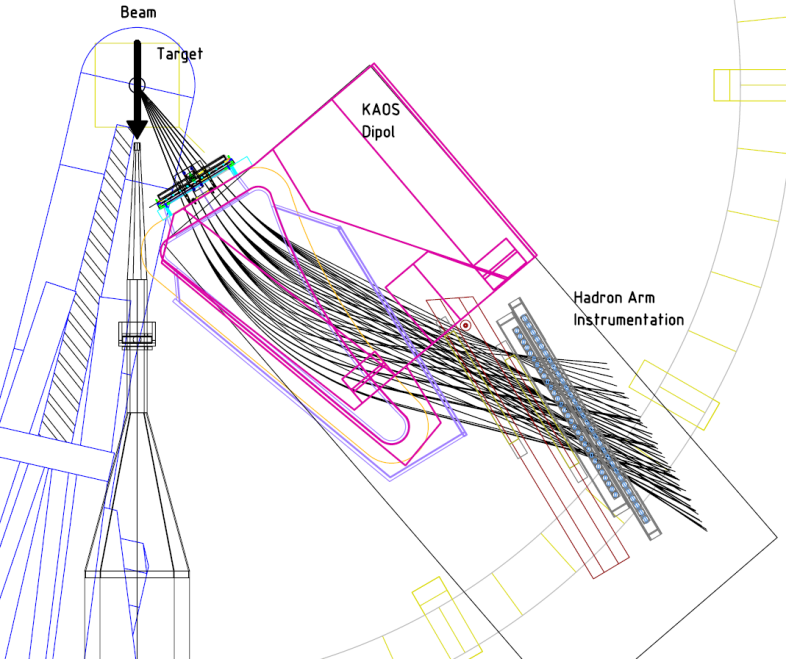 Beam
Target
KAOS
Dipol
Hadron Arm
Instrumentation